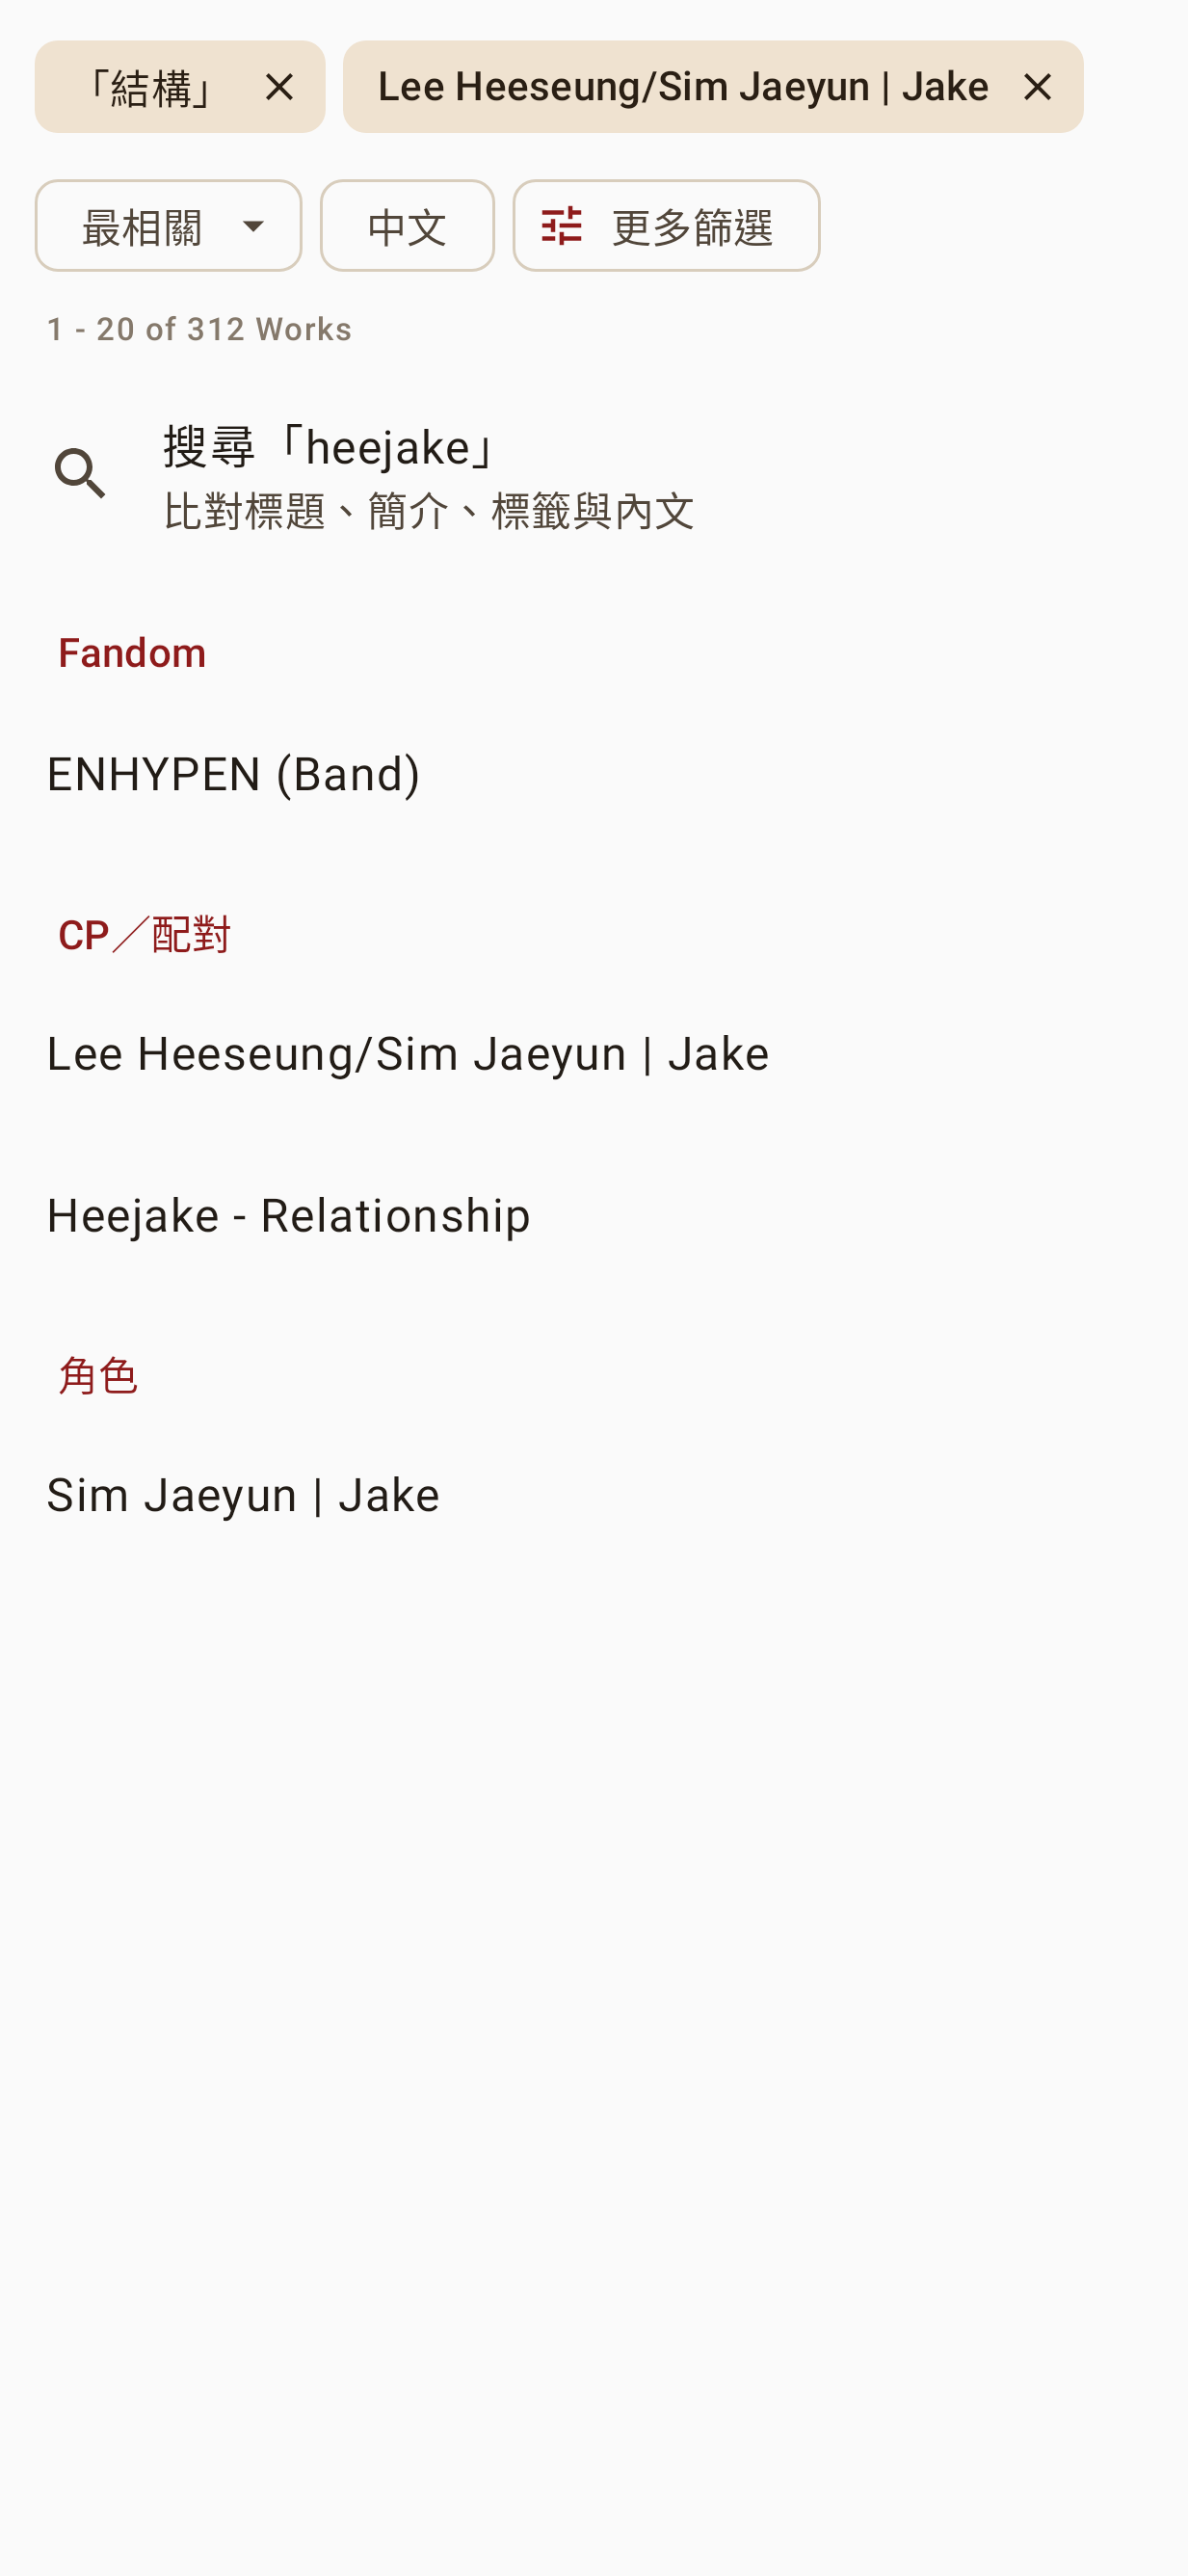 「結構」
Lee Heeseung/Sim Jaeyun | Jake
最相關
中文
更多篩選
1 - 20 of 312 Works
搜尋「heejake」
比對標題、簡介、標籤與內文
Fandom
ENHYPEN (Band)
CP／配對
Lee Heeseung/Sim Jaeyun | Jake
Heejake - Relationship
角色
Sim Jaeyun | Jake